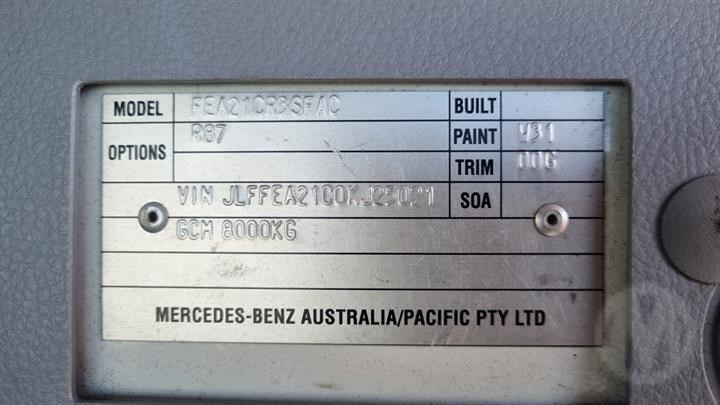 MODEL FEA21CR3SFAC BUILT
OPTIONS R87 PAINT W31
TRIM 00G
VIN JLFFEA21C0KJ25021 SOA
GCM 8000KG
MERCEDES-BENZ AUSTRALIA/PACIFIC PTY LTD